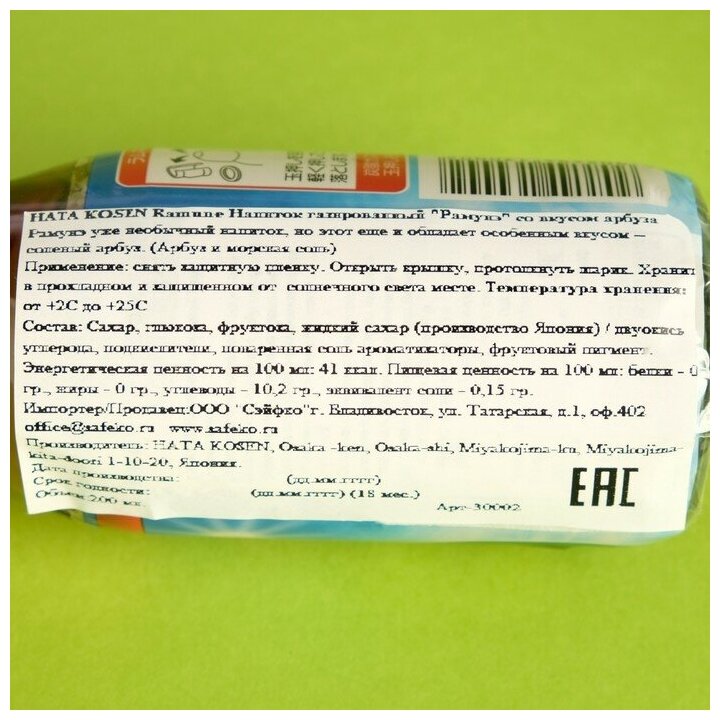 HATA KOSEN Ramune Напиток газированный "Рамунэ" со вкусом арбуза
Рамунэ уже необычный напиток, но этот еще и обладает особенным вкусом –
соленый арбуз. (Арбуз и морская соль)
Применение: снять защитную пленку. Открыть крышку, протолкнуть шарик. Хранить
в прохладном и защищенном от солнечного света месте. Температура хранения:
от +2С до +25С
Состав: Сахар, глюкоза, фруктоза, жидкий сахар (производство Япония) / двуокись
углерода, подкислители, поваренная соль ароматизаторы, фруктовый пигмент.
Энергетическая ценность на 100 мл: 41 ккал. Пищевая ценность на 100 мл: белки – 0
гр., жиры – 0 гр., углеводы – 10,2 гр., эквивалент соли – 0,15 гр.
Импортер/Продавец:ООО "Сэйфко"г. Владивосток, ул. Татарская, д.1, оф.402
office@safeko.ru www.safeko.ru
Производитель: HATA KOSEN, Osaka -ken, Osaka-shi, Miyakojima-ku, Miyakojima-
kita-doori 1-10-20, Япония.
Дата производства: (дд.мм.гггг)
Срок годности: (дд.мм.гггг) (18 мес.)
Объем:200 мл.
Арт-30002
EAC